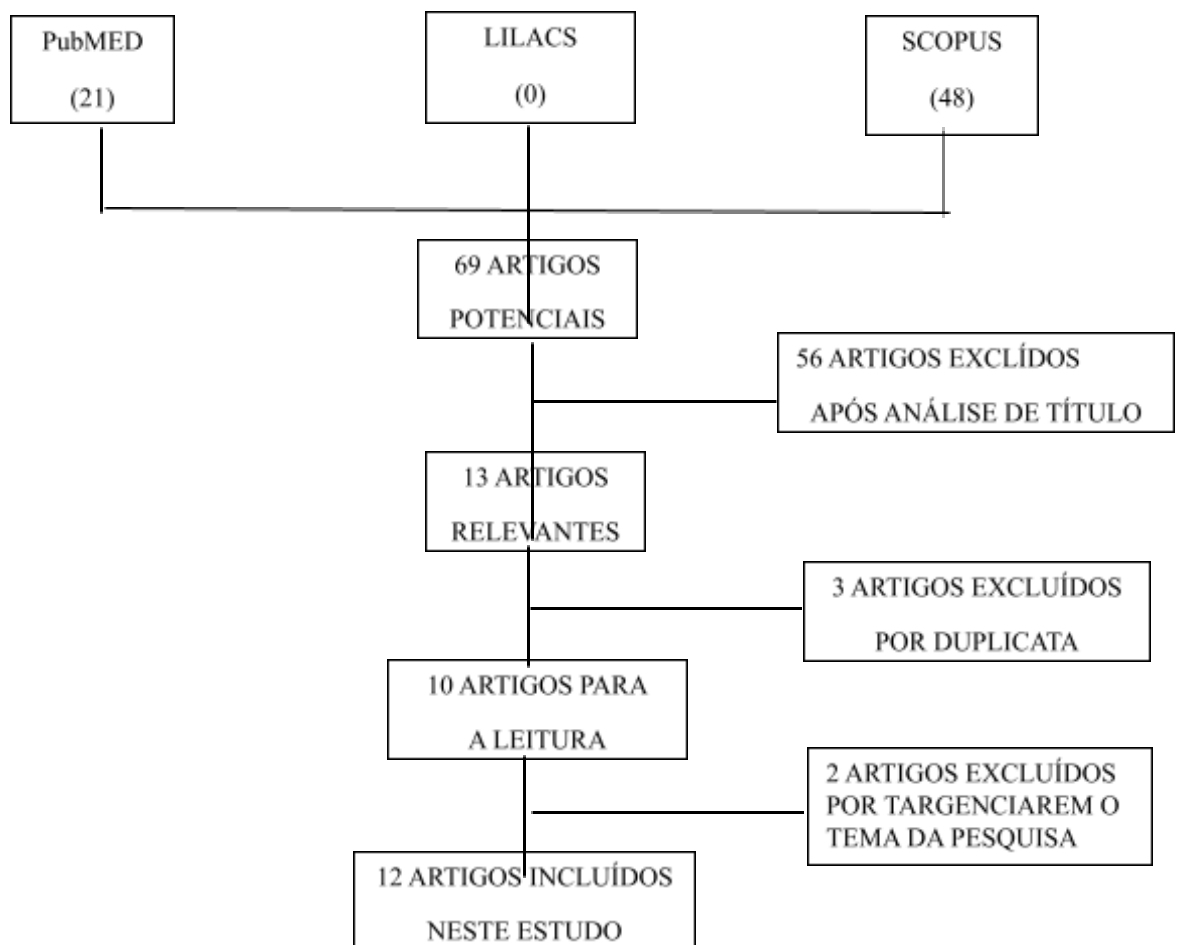 PubMED
(21)
LILACS
(0)
SCOPUS
(48)
69 ARTIGOS
POTENCIAIS
56 ARTIGOS EXCLÍDOS
APÓS ANÁLISE DE TÍTULO
13 ARTIGOS
RELEVANTES
3 ARTIGOS EXCLUÍDOS
POR DUPLICATA
10 ARTIGOS PARA
A LEITURA
2 ARTIGOS EXCLUÍDOS
POR TARGENCIAREM O
TEMA DA PESQUISA
12 ARTIGOS INCLUÍDOS
NESTE ESTUDO